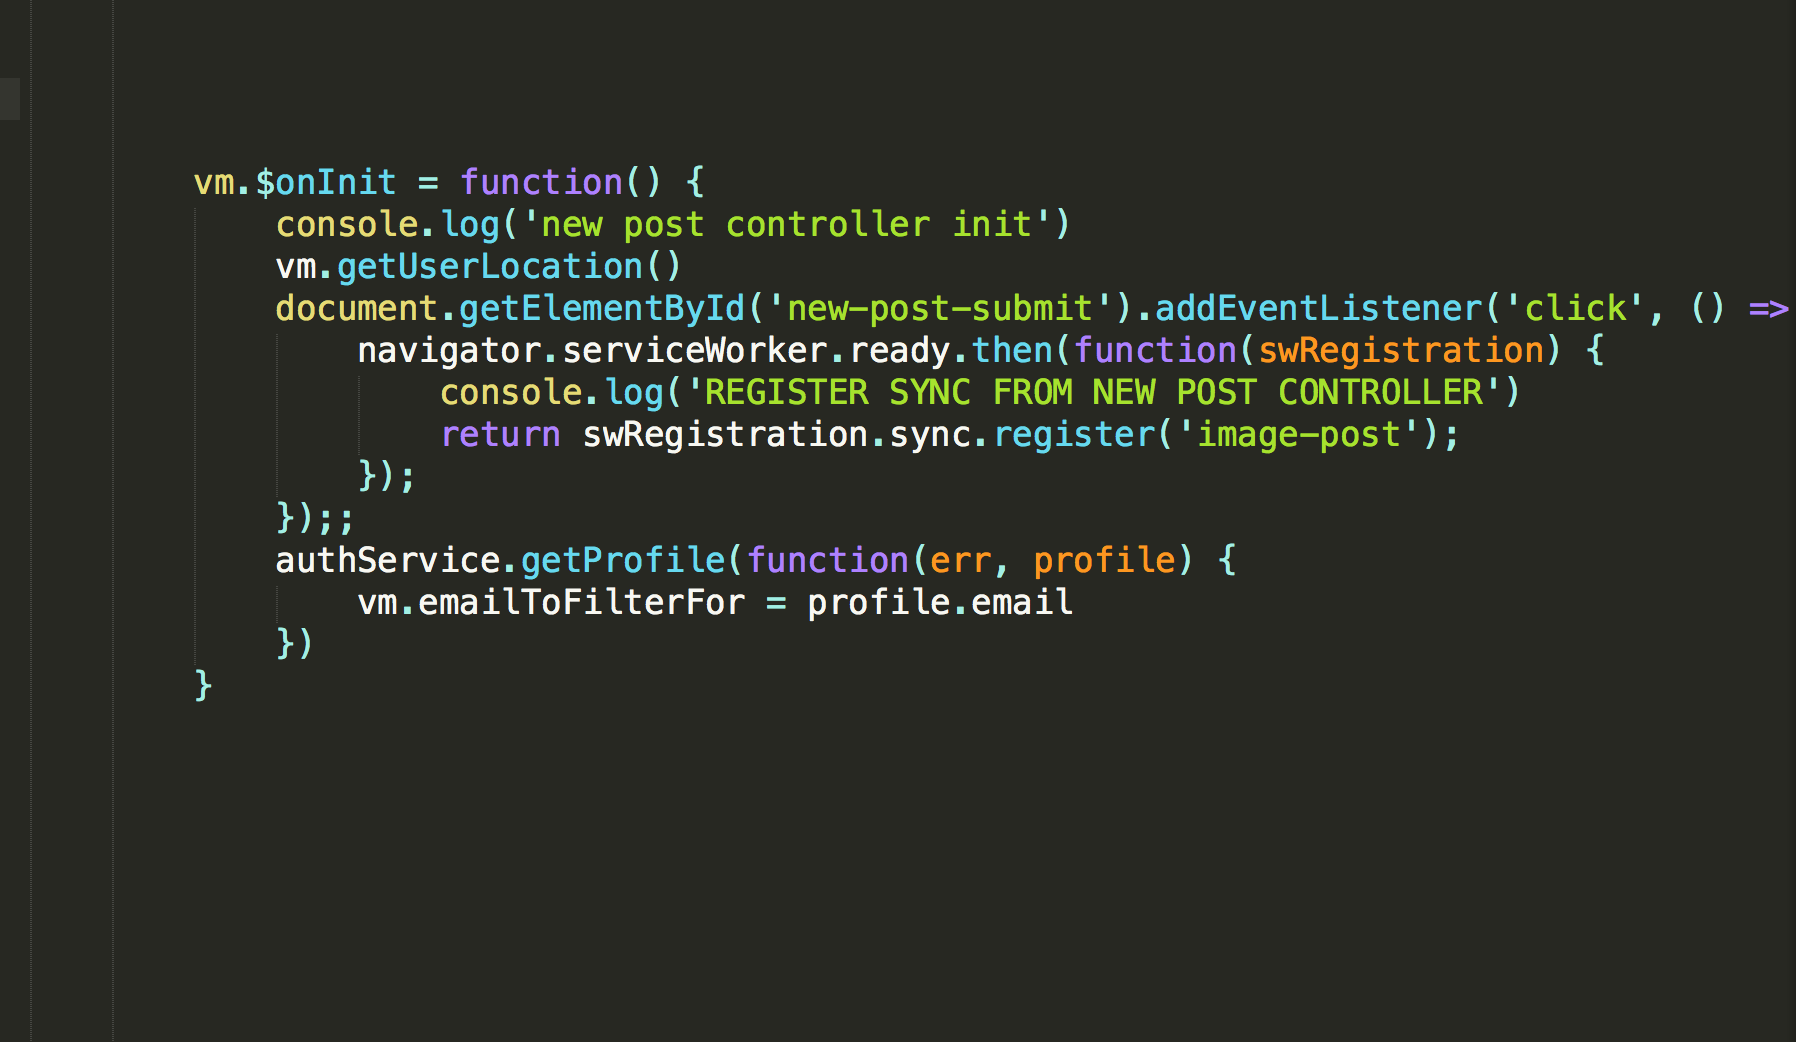 vm.$onInit = function() {
console.log('new post controller init')
vm.getUserLocation()
document.getElementById('new-post-submit').addEventListener('click', () =>
navigator.serviceWorker.ready.then(function(swRegistration) {
console.log('REGISTER SYNC FROM NEW POST CONTROLLER')
return swRegistration.sync.register('image-post');
});
});;
authService.getProfile(function(err, profile) {
vm.emailToFilterFor = profile.email
})
}